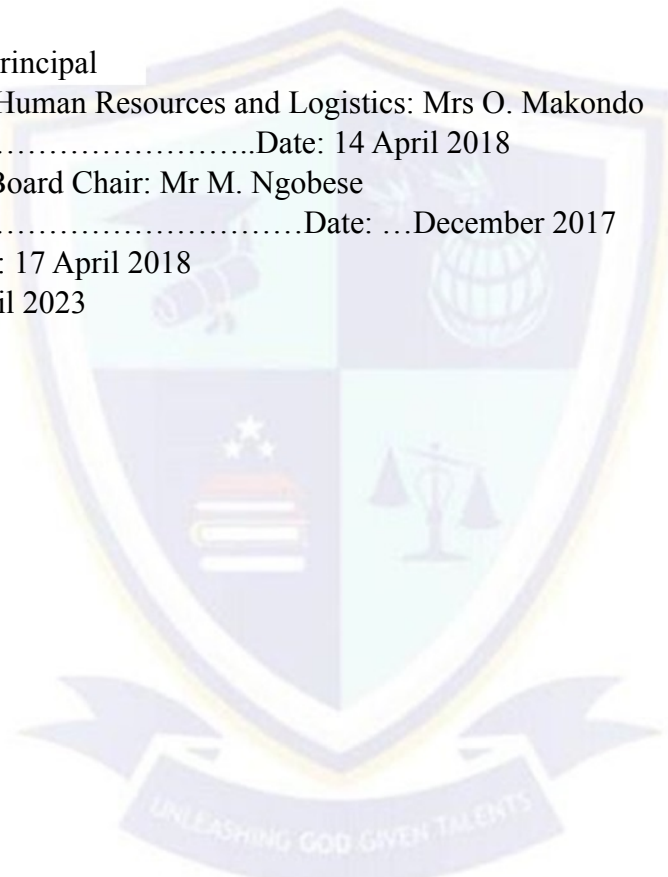 rincipal
Human Resources and Logistics: Mrs O. Makondo
……………………..Date: 14 April 2018
Board Chair: Mr M. Ngobese
…………………………Date: …December 2017
: 17 April 2018
il 2023
UNLEASHING GOD GIVEN TALENTS